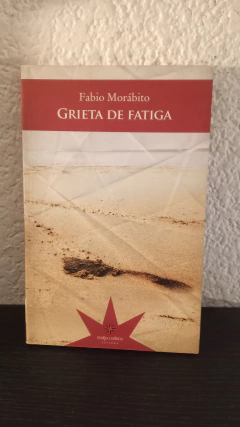 Fabio Morábito
GRIETA DE FATIGA